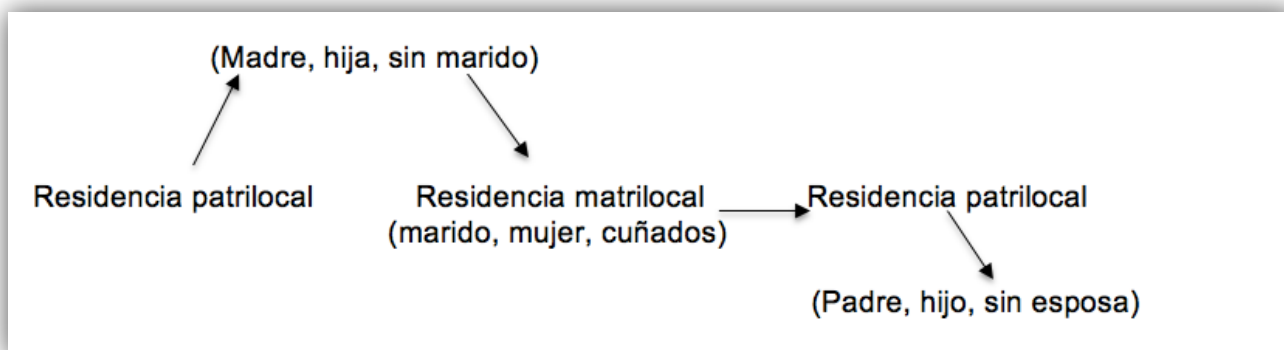 (Madre, hija, sin marido)
Residencia patrilocal
Residencia matrilocal
(marido, mujer, cuñados)
Residencia patrilocal
(Padre, hijo, sin esposa)